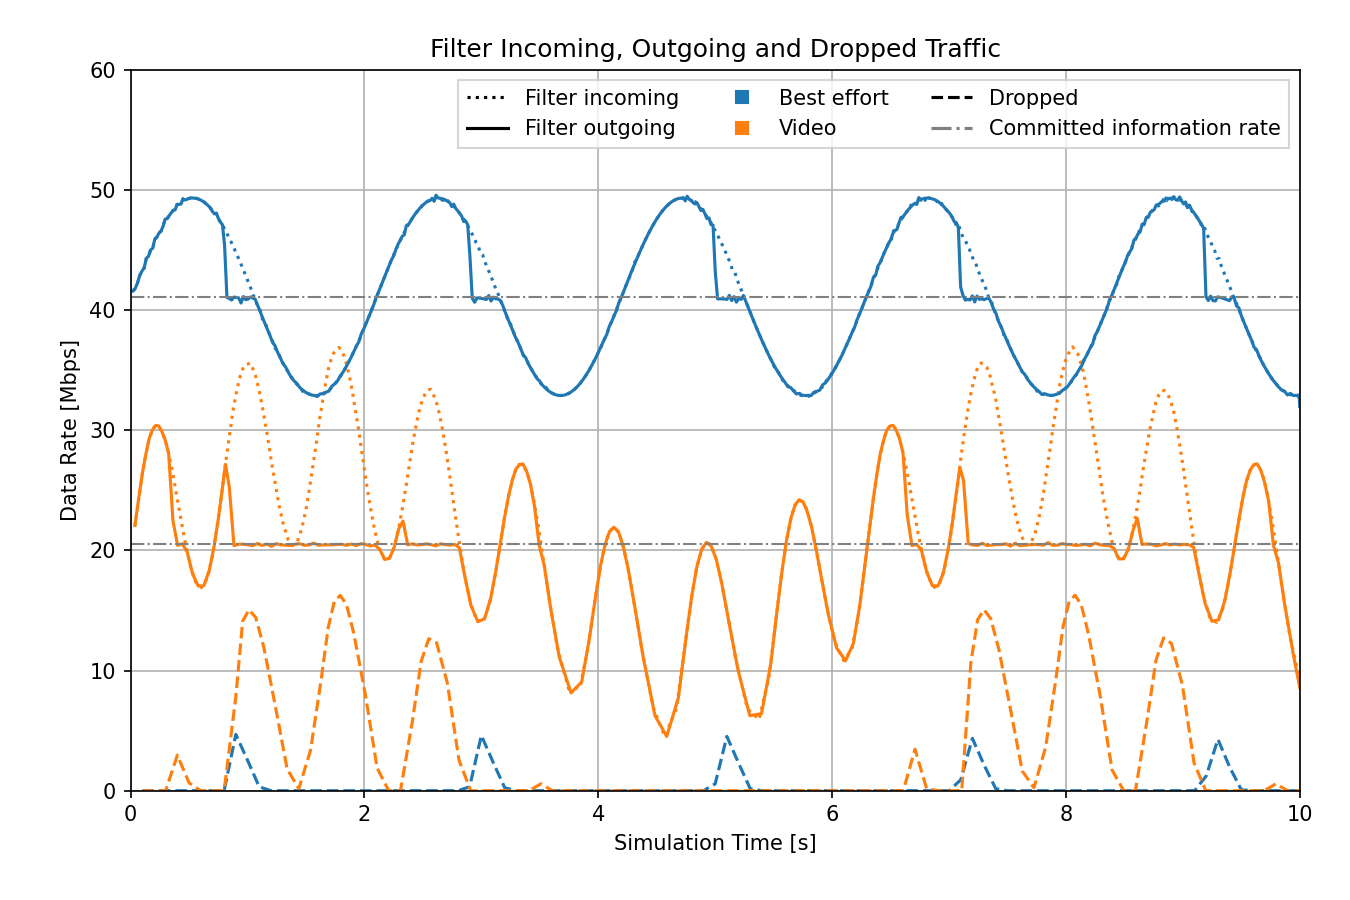 Filter Incoming, Outgoing and Dropped Traffic
Filter incoming
Filter outgoing
Best effort
Video
Dropped
Committed information rate
Data Rate [Mbps]
60
50
40
30
20
10
0
0 2 4 6 8 10
Simulation Time [s]